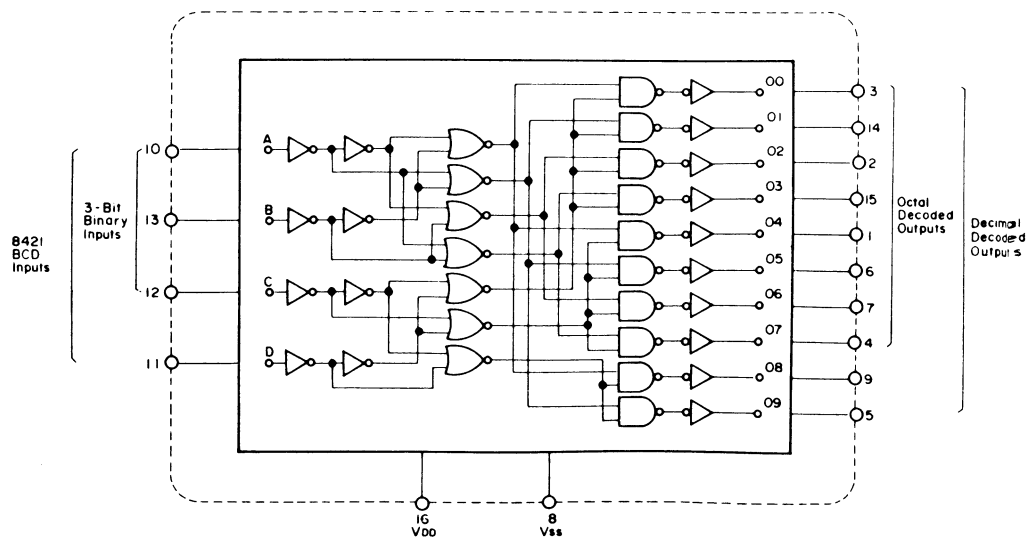 8421
BCD
Inputs
3-Bit
Binary
Inputs
10
13
12
11
A
B
C
D
00
01
02
03
04
05
06
07
08
09
3
14
2
15
1
6
7
4
9
5
Octal
Decoded
Outputs
Decimal
Decoded
Outputs
16
VDD
8
Vss